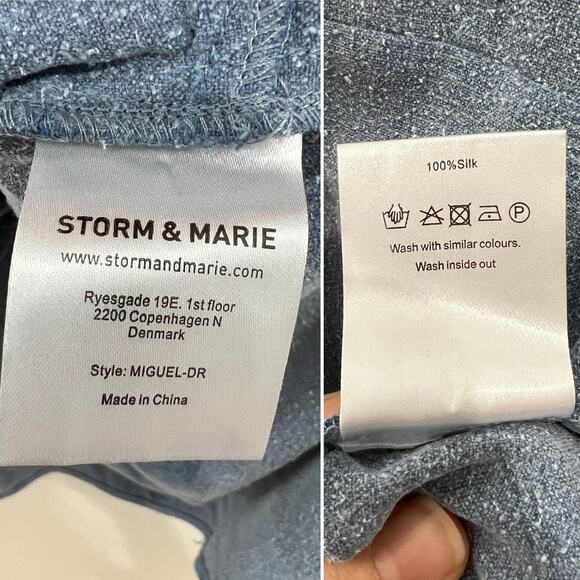 STORM & MARIE
www.stormandmarie.com
Ryesgade 19E. 1st floor
2200 Copenhagen N
Denmark
Style: MIGUEL-DR
Made in China
100%Silk
P
Wash with similar colours.
Wash inside out